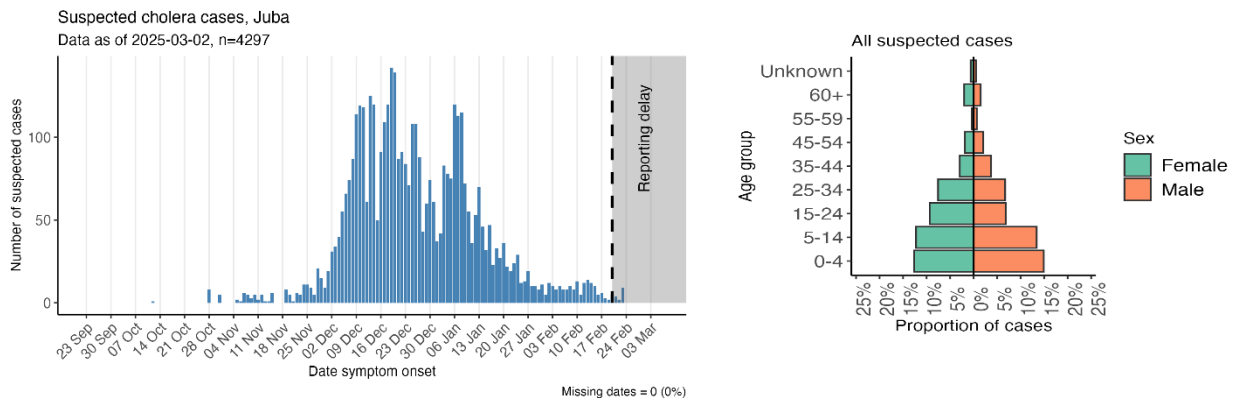 Suspected cholera cases, Juba
Data as of 2025-03-02, n=4297
Number of suspected cases
100
50
0
Reporting delay
23 Sep
30 Sep
07 Oct
14 Oct
21 Oct
28 Oct
04 Nov
11 Nov
18 Nov
25 Nov
02 Dec
09 Dec
16 Dec
23 Dec
30 Dec
06 Jan
13 Jan
20 Jan
27 Jan
03 Feb
10 Feb
17 Feb
24 Feb
03 Mar
Date symptom onset
Missing dates = 0 (0%)
All suspected cases
Age group
Unknown
60+
55-59
45-54
35-44
25-34
15-24
5-14
0-4
25%
20%
15%
10%
5%
0%
5%
10%
15%
20%
25%
Proportion of cases
Sex
Female
Male